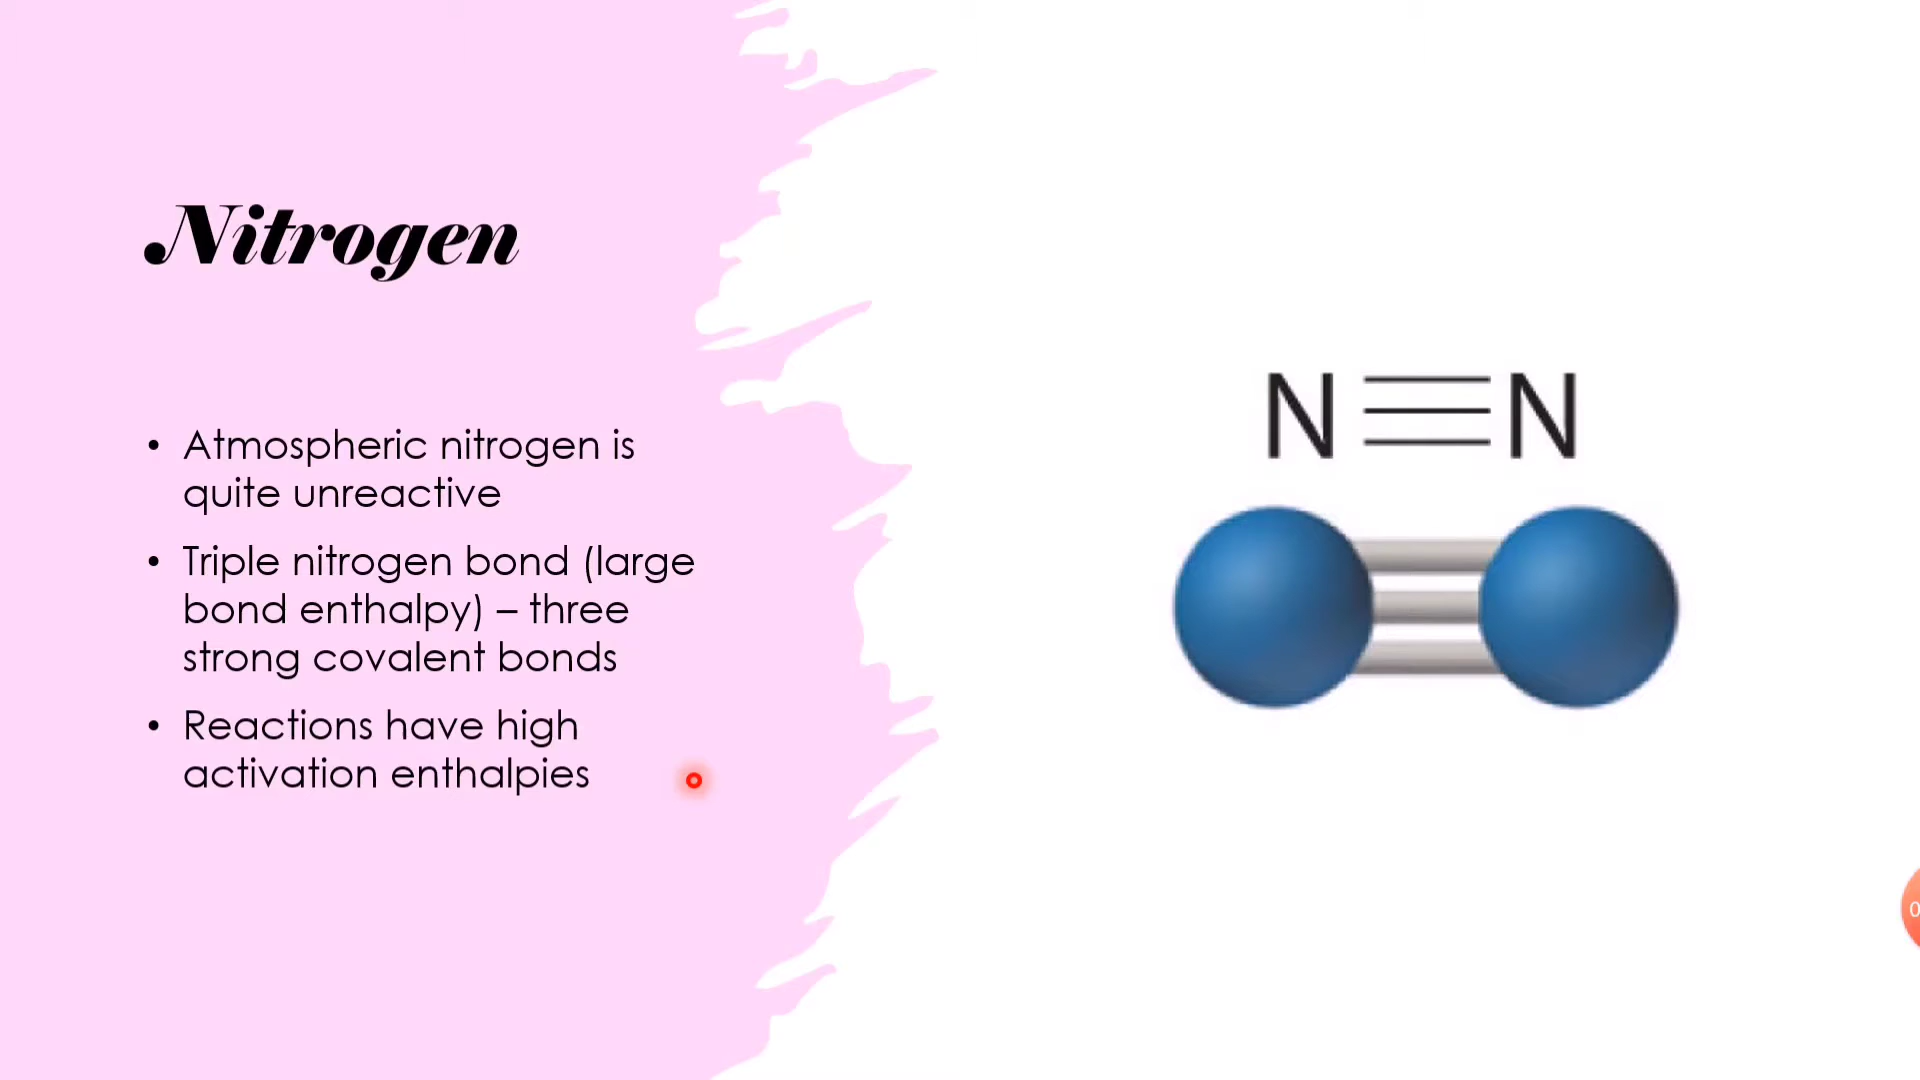 Nitrogen
• Atmospheric nitrogen is
quite unreactive
• Triple nitrogen bond (large
bond enthalpy) – three
strong covalent bonds
• Reactions have high
activation enthalpies
N≡N
0